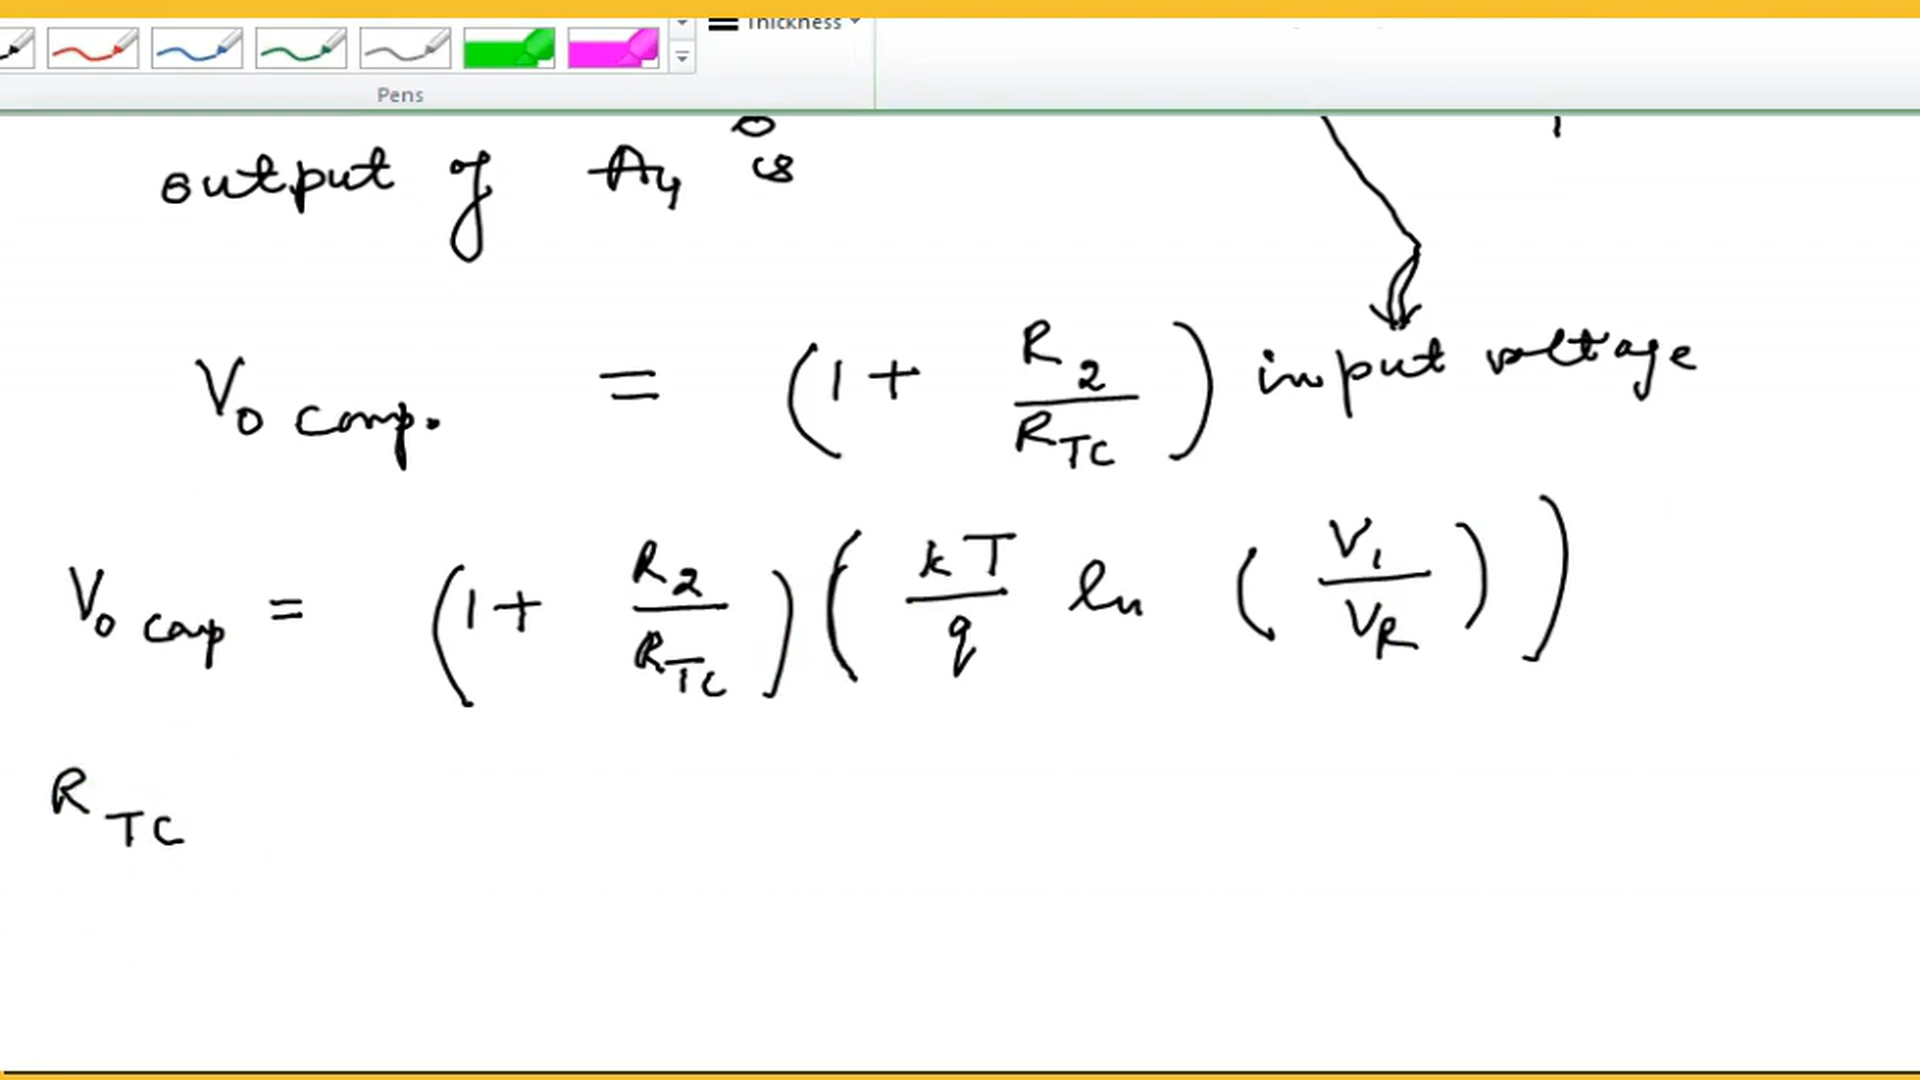 Thickness
Pens
output of A4 is
V0 comp. = (1 + R2/RTC) input voltage
V0 comp = (1 + R2/RTC) (kT/q ln (V1/VR))
RTC